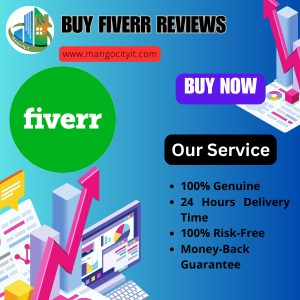 BUY FIVERR REVIEWS
www.mangocityit.com
BUY NOW
fiverr
Our Service
100% Genuine
24 Hours Delivery
Time
100% Risk-Free
Money-Back
Guarantee